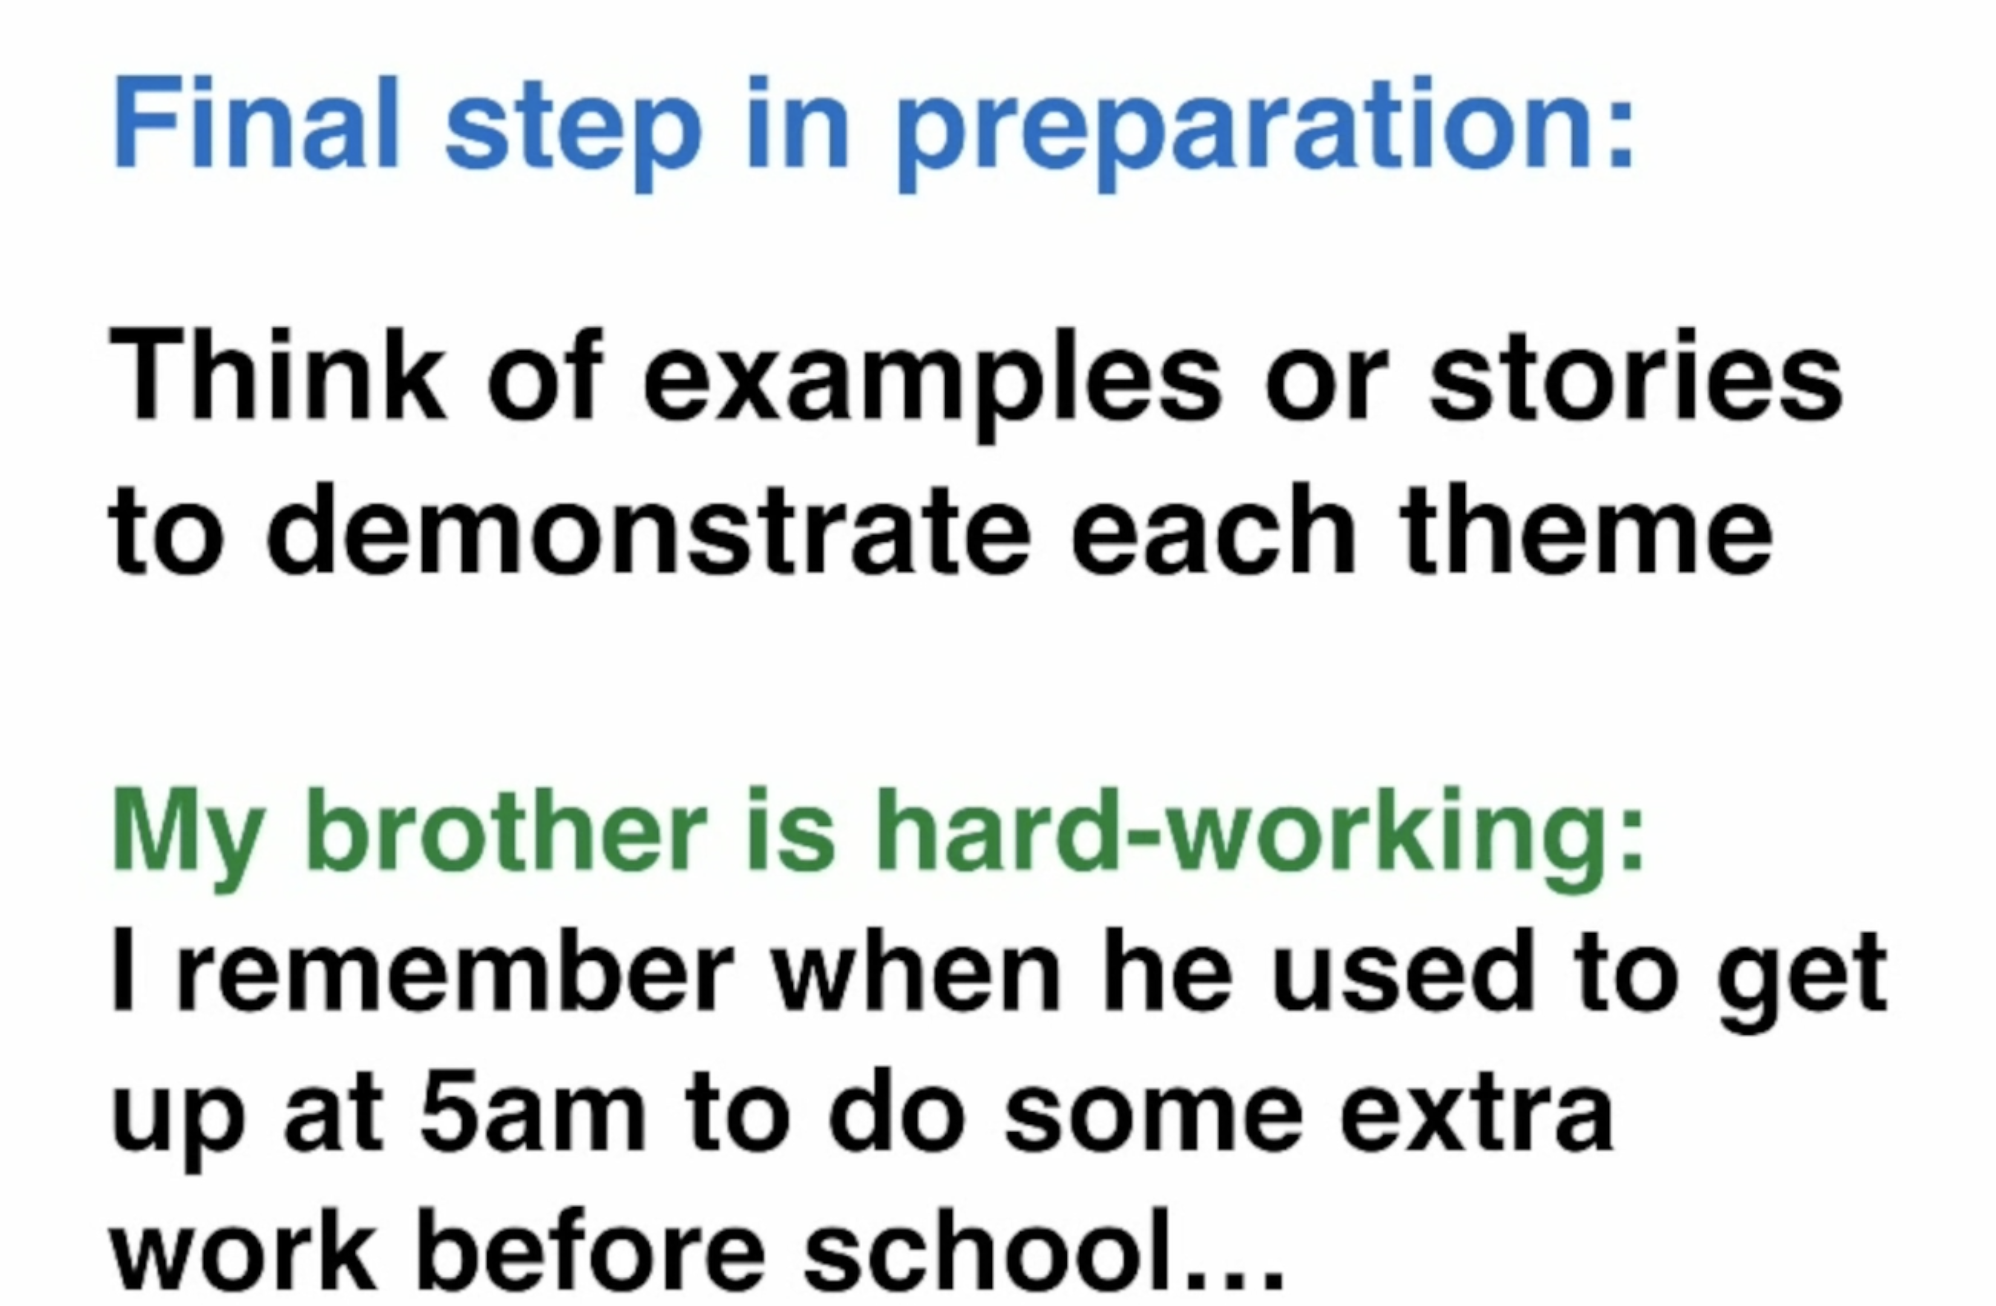 Final step in preparation:
Think of examples or stories
to demonstrate each theme
My brother is hard-working:
I remember when he used to get
up at 5am to do some extra
work before school...